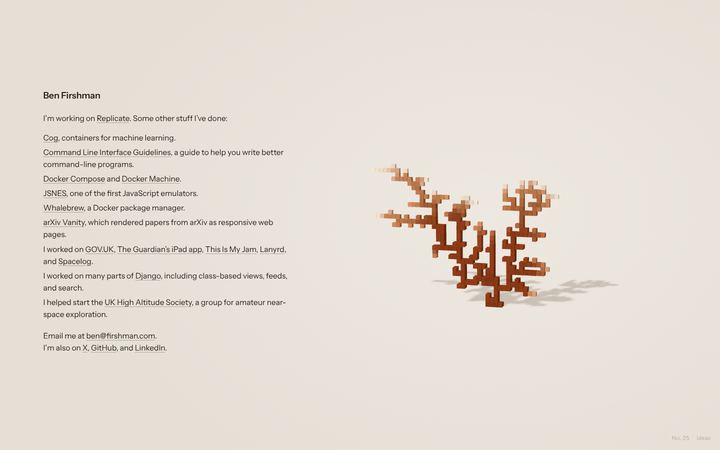 Ben Firshman
I'm working on Replicate. Some other stuff I've done:
Cog, containers for machine learning.
Command Line Interface Guidelines, a guide to help you write better
command-line programs.
Docker Compose and Docker Machine.
JSNES, one of the first JavaScript emulators.
Whalebrew, a Docker package manager.
arXiv Vanity, which rendered papers from arXiv as responsive web
pages.
I worked on GOV.UK, The Guardian's iPad app, This Is My Jam, Lanyrd,
and Spacelog.
I worked on many parts of Django, including class-based views, feeds,
and search.
I helped start the UK High Altitude Society, a group for amateur near-
space exploration.
Email me at ben@firshman.com.
I'm also on X, GitHub, and LinkedIn.
No. 25 Ideas